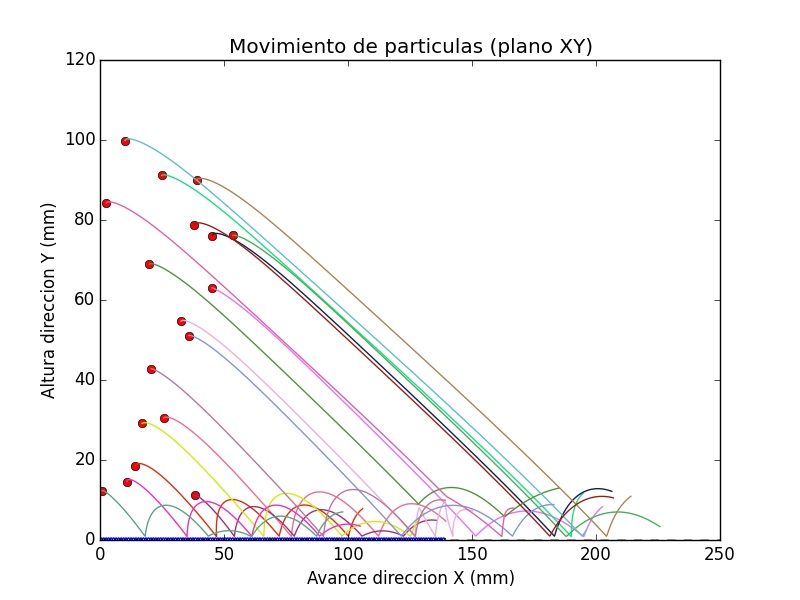 Movimiento de particulas (plano XY)
120
100
80
60
40
20
0
Altura direccion Y (mm)
0 50 100 150 200 250
Avance direccion X (mm)